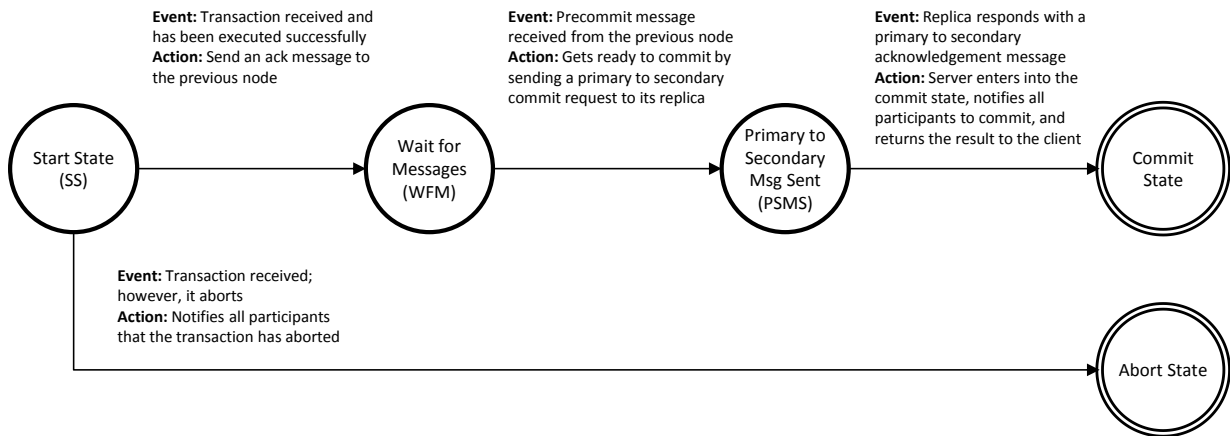 Event: Transaction received and
has been executed successfully
Action: Send an ack message to
the previous node
Event: Precommit message
received from the previous node
Action: Gets ready to commit by
sending a primary to secondary
commit request to its replica
Event: Replica responds with a
primary to secondary
acknowledgement message
Action: Server enters into the
commit state, notifies all
participants to commit, and
returns the result to the client
Start State
(SS)
Wait for
Messages
(WFM)
Primary to
Secondary
Msg Sent
(PSMS)
Commit
State
Event: Transaction received;
however, it aborts
Action: Notifies all participants
that the transaction has aborted
Abort State